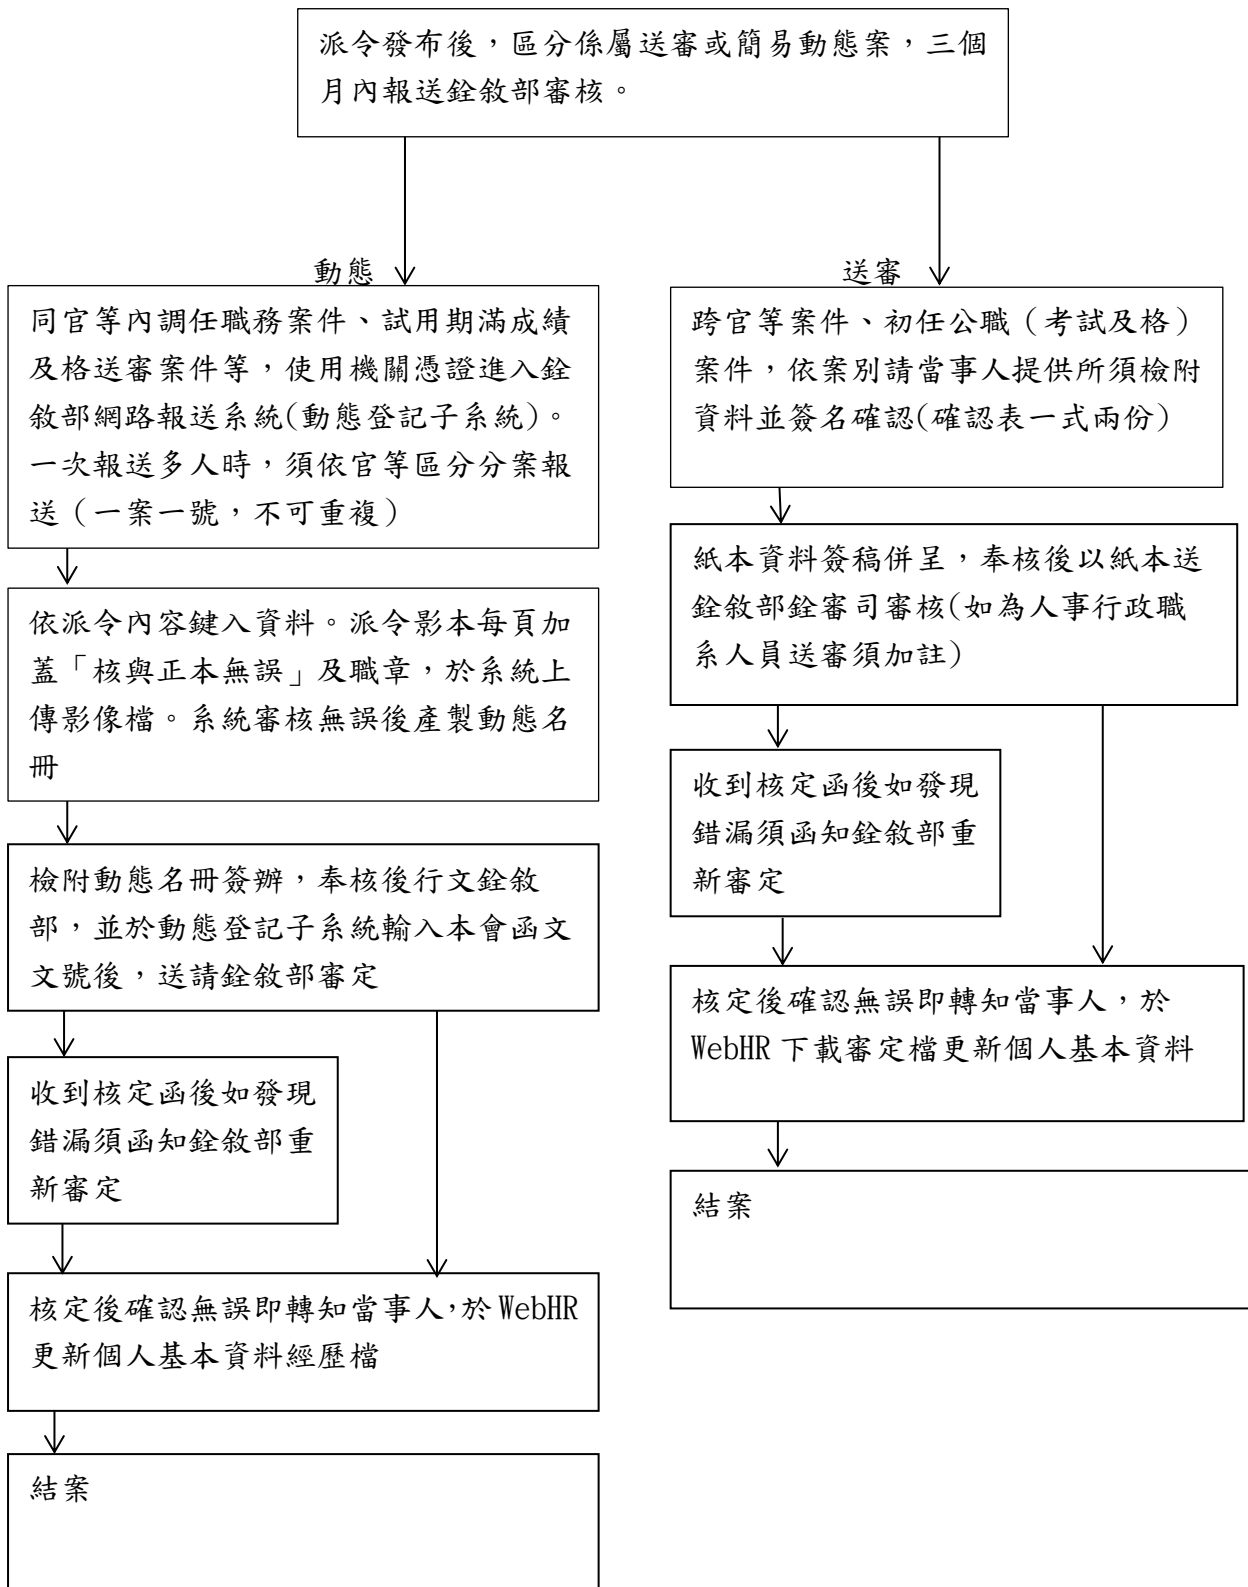 派令發布後，區分係屬送審或簡易動態案，三個
月內報送銓敘部審核。
動態
同官等內調任職務案件、試用期滿成績
及格送審案件等，使用機關憑證進入銓
敘部網路報送系統(動態登記子系統)。
一次報送多人時，須依官等區分分案報
送（一案一號，不可重複）
依派令內容鍵入資料。派令影本每頁加
蓋「核與正本無誤」及職章，於系統上
傳影像檔。系統審核無誤後產製動態名
冊
檢附動態名冊簽辦，奉核後行文銓敘
部，並於動態登記子系統輸入本會函文
文號後，送請銓敘部審定
收到核定函後如發現
錯漏須函知銓敘部重
新審定
核定後確認無誤即轉知當事人，於 WebHR
更新個人基本資料經歷檔
結案
送審
跨官等案件、初任公職（考試及格）
案件，依案別請當事人提供所須檢附
資料並簽名確認(確認表一式兩份)
紙本資料簽稿併呈，奉核後以紙本送
銓敘部銓審司審核(如為人事行政職
系人員送審須加註)
收到核定函後如發現
錯漏須函知銓敘部重
新審定
核定後確認無誤即轉知當事人，於
WebHR 下載審定檔更新個人基本資料
結案